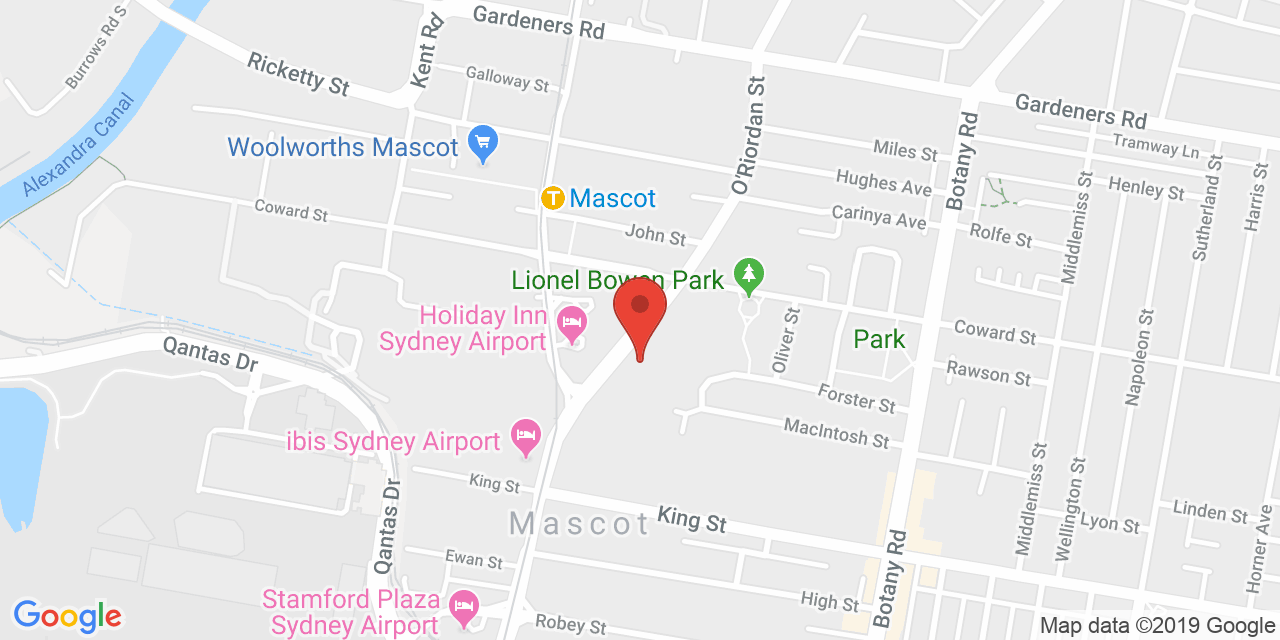 Burrows Rd S
Alexandra Canal
Ricketty St
Kent Rd
Gardeners Rd
Galloway St
Woolworths Mascot
Mascot
Coward St
John St
O'Riordan St
Miles St
Hughes Ave
Carinya Ave
Botany Rd
Gardeners Rd
Tramway Ln
Henley St
Rolfe St
Middlemiss St
Sutherland St
Harris St
Lionel Bowen Park
Holiday Inn
Sydney Airport
Oliver St
Park
Coward St
Rawson St
Napoleon St
Qantas Dr
Forster St
MacIntosh St
ibis Sydney Airport
King St
Mascot
King St
Qantas Dr
Middlemiss St
Wellington St
Lyon St
Linden St
Horner Ave
Ewan St
Botany Rd
Stamford Plaza
Sydney Airport
High St
Robey St
Google
Map data ©2019 Google